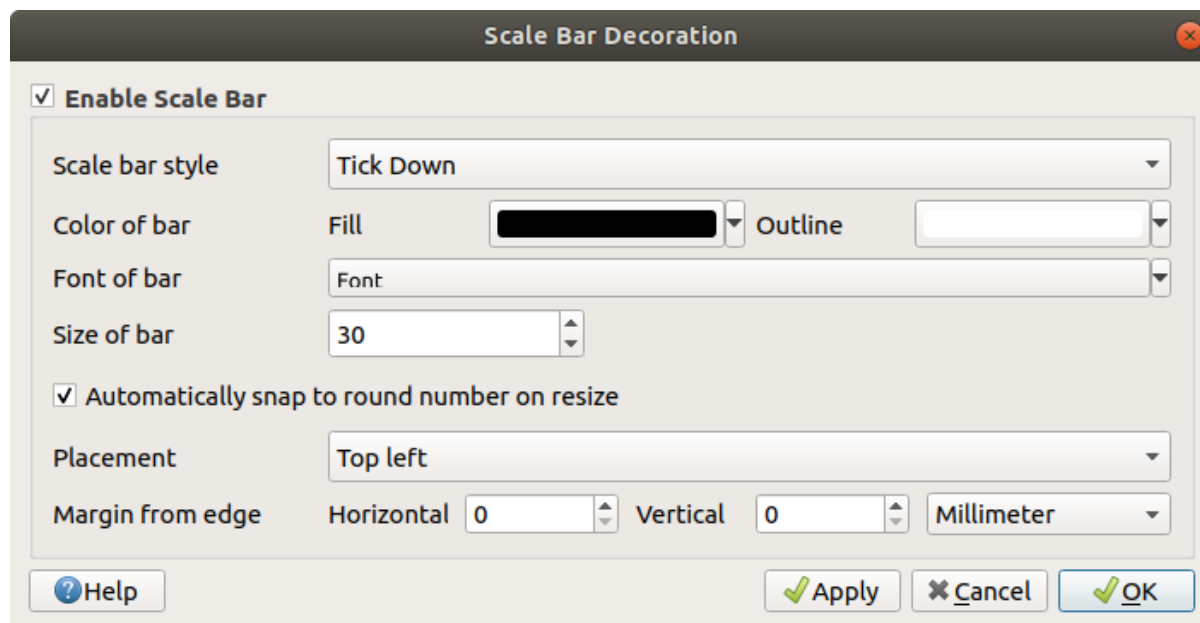 Scale Bar Decoration
Enable Scale Bar
Scale bar style Tick Down
Color of bar Fill Outline
Font of bar Font
Size of bar 30
Automatically snap to round number on resize
Placement Top left
Margin from edge Horizontal 0 Vertical 0 Millimeter
Help Apply Cancel OK